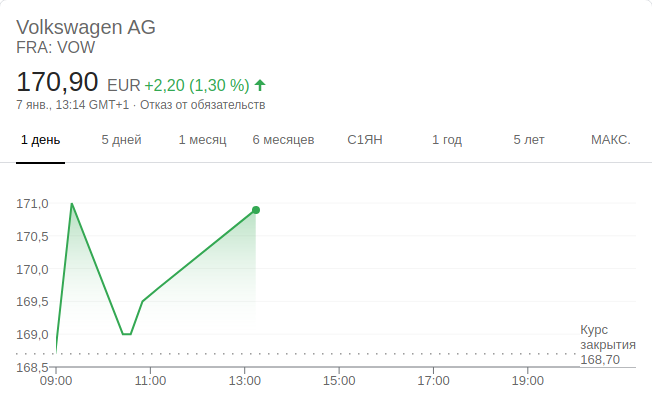 Volkswagen AG
FRA: VOW
170,90 EUR +2,20 (1,30 %)
7 янв., 13:14 GMT+1 · Отказ от обязательств
1 день 5 дней 1 месяц 6 месяцев С1ЯН 1 год 5 лет МАКС.
171,0
170,5
170,0
169,5
169,0
168,5
Курс
закрытия
168,70
09:00 11:00 13:00 15:00 17:00 19:00